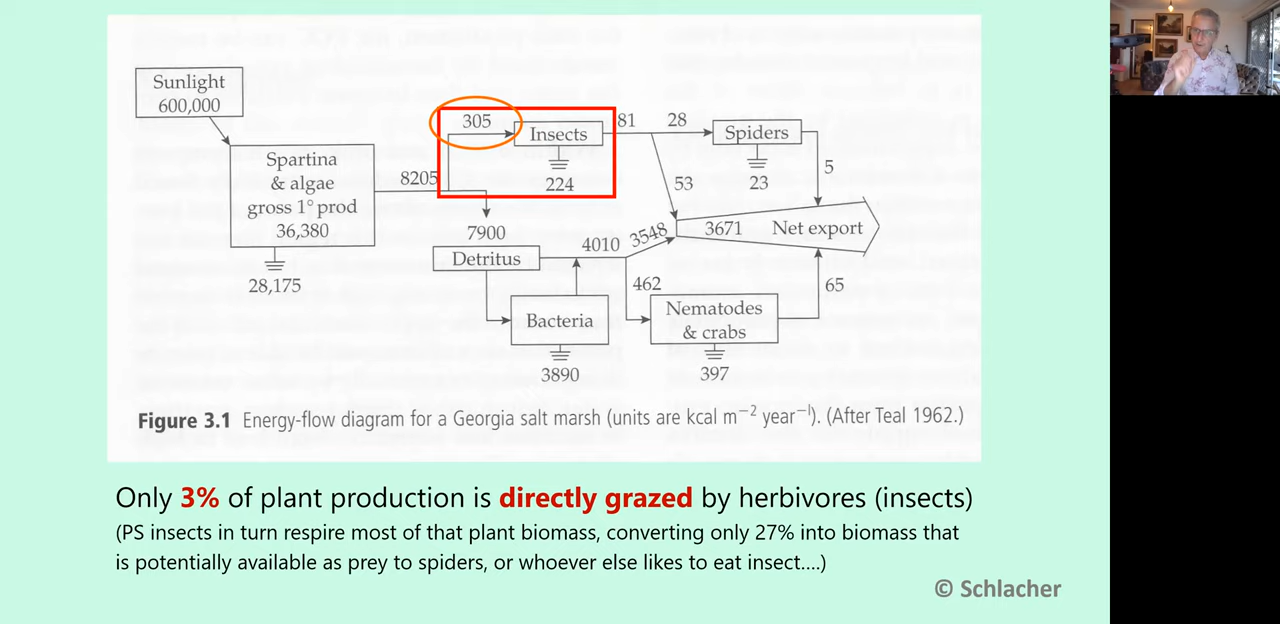 Sunlight
600,000
Spartina
& algae
gross 1° prod
36,380
28,175
8205
305
Insects
224
81
28
Spiders
23
5
53
7900
Detritus
4010
3548
3671 Net export
Bacteria
3890
462
Nematodes
& crabs
397
65
Figure 3.1 Energy-flow diagram for a Georgia salt marsh (units are kcal m⁻² year⁻¹). (After Teal 1962.)
Only 3% of plant production is directly grazed by herbivores (insects)
(PS insects in turn respire most of that plant biomass, converting only 27% into biomass that
is potentially available as prey to spiders, or whoever else likes to eat insect....)
© Schlacher